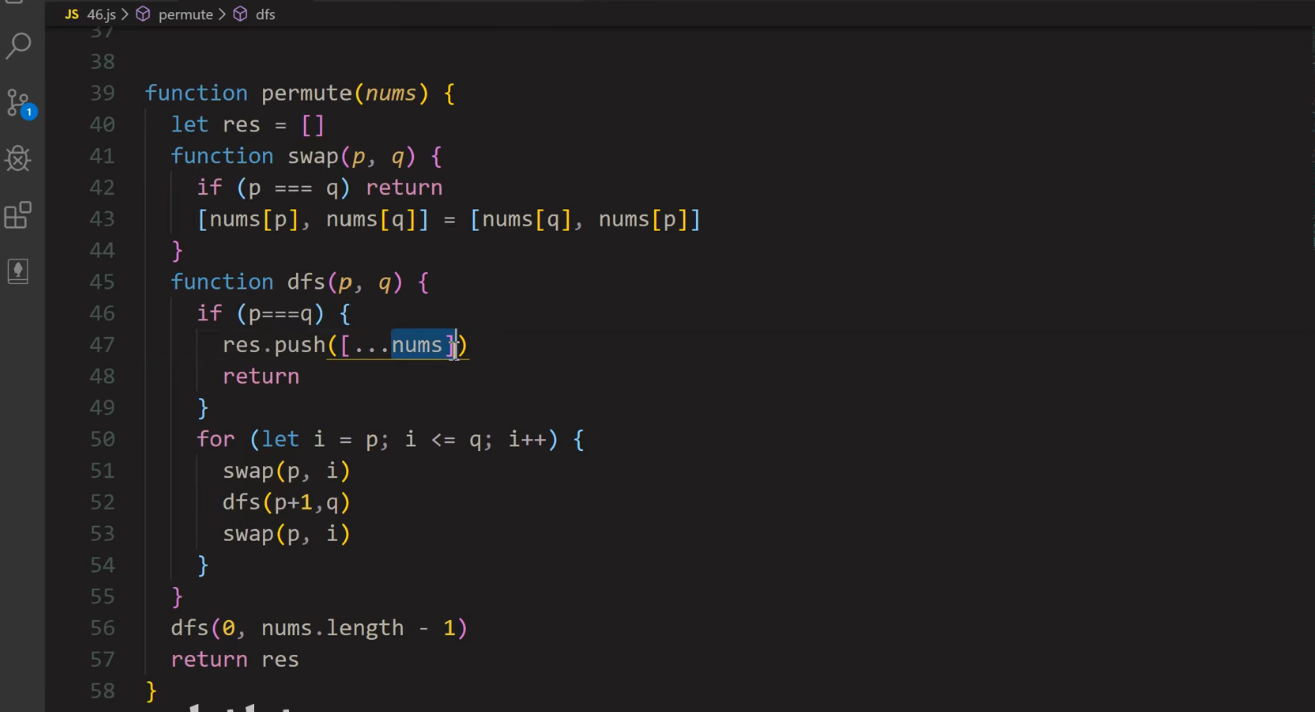 JS 46.js > permute > dfs
37
38
39 function permute(nums) {
40 let res = []
41 function swap(p, q) {
42 if (p === q) return
43 [nums[p], nums[q]] = [nums[q], nums[p]]
44 }
45 function dfs(p, q) {
46 if (p===q) {
47 res.push([...nums])
48 return
49 }
50 for (let i = p; i <= q; i++) {
51 swap(p, i)
52 dfs(p+1,q)
53 swap(p, i)
54 }
55 }
56 dfs(0, nums.length - 1)
57 return res
58 }
1